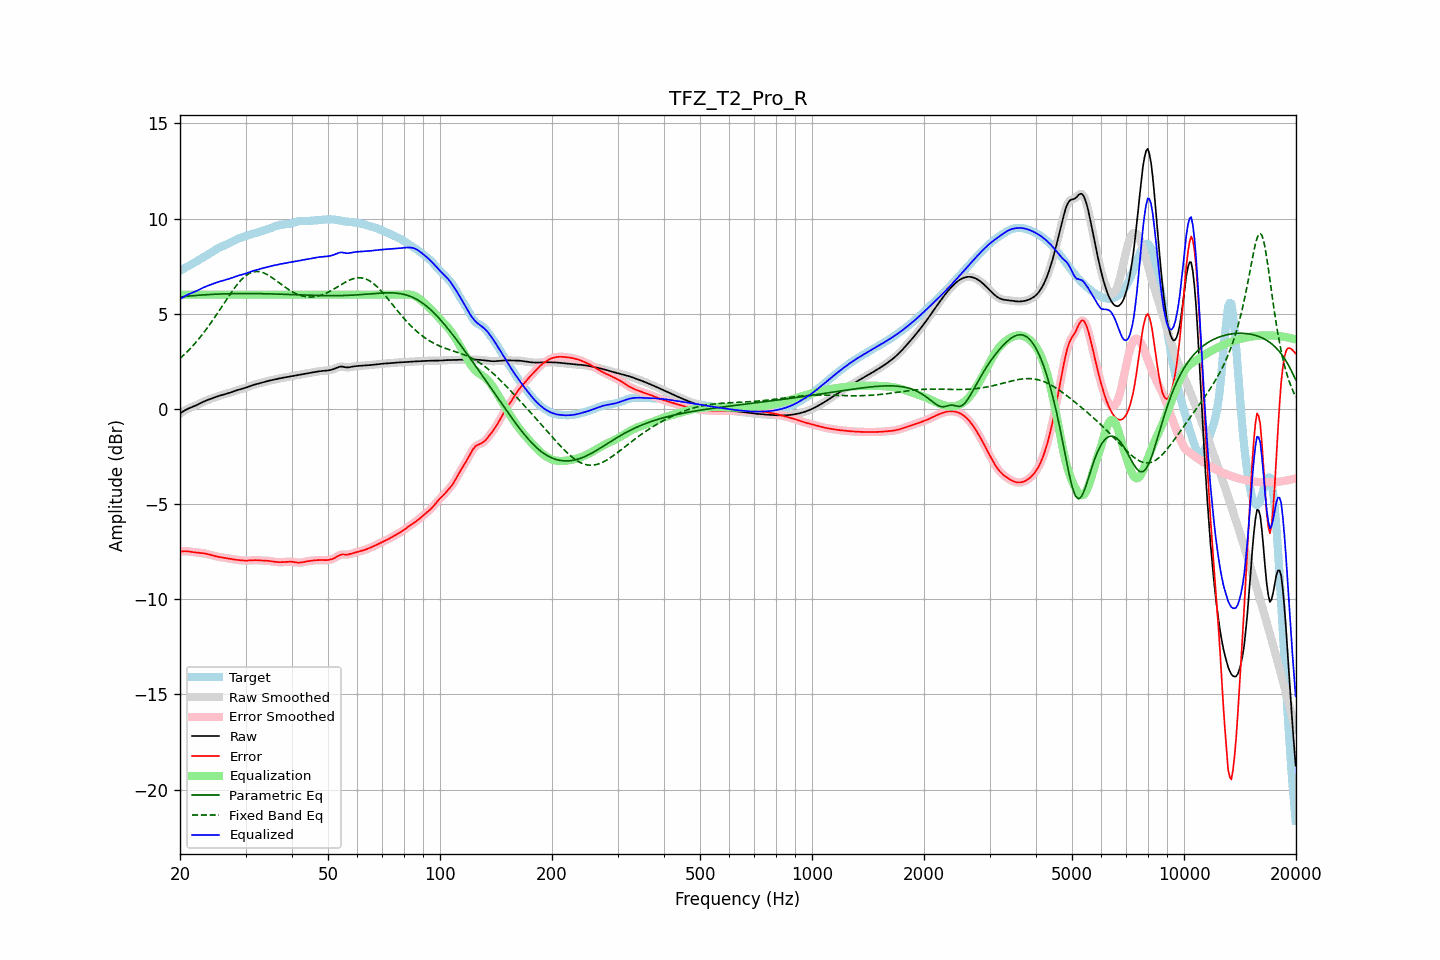 TFZ_T2_Pro_R
Amplitude (dBr)
15
10
5
0
−5
−10
−15
−20
Target
Raw Smoothed
Error Smoothed
Raw
Error
Equalization
Parametric Eq
Fixed Band Eq
Equalized
20 50 100 200 500 1000 2000 5000 10000 20000
Frequency (Hz)